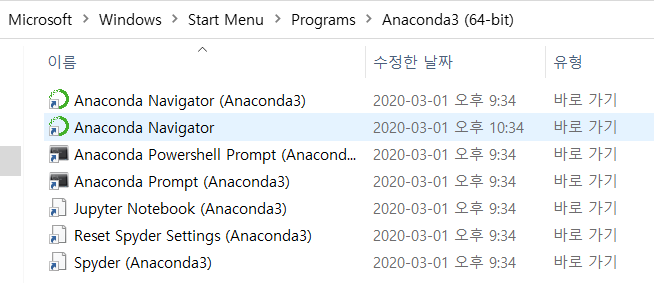 Microsoft > Windows > Start Menu > Programs > Anaconda3 (64-bit)
이름 수정한 날짜 유형
Anaconda Navigator (Anaconda3) 2020-03-01 오후 9:34 바로 가기
Anaconda Navigator 2020-03-01 오후 10:34 바로 가기
Anaconda Powershell Prompt (Anacond... 2020-03-01 오후 9:34 바로 가기
Anaconda Prompt (Anaconda3) 2020-03-01 오후 9:34 바로 가기
Jupyter Notebook (Anaconda3) 2020-03-01 오후 9:34 바로 가기
Reset Spyder Settings (Anaconda3) 2020-03-01 오후 9:34 바로 가기
Spyder (Anaconda3) 2020-03-01 오후 9:34 바로 가기